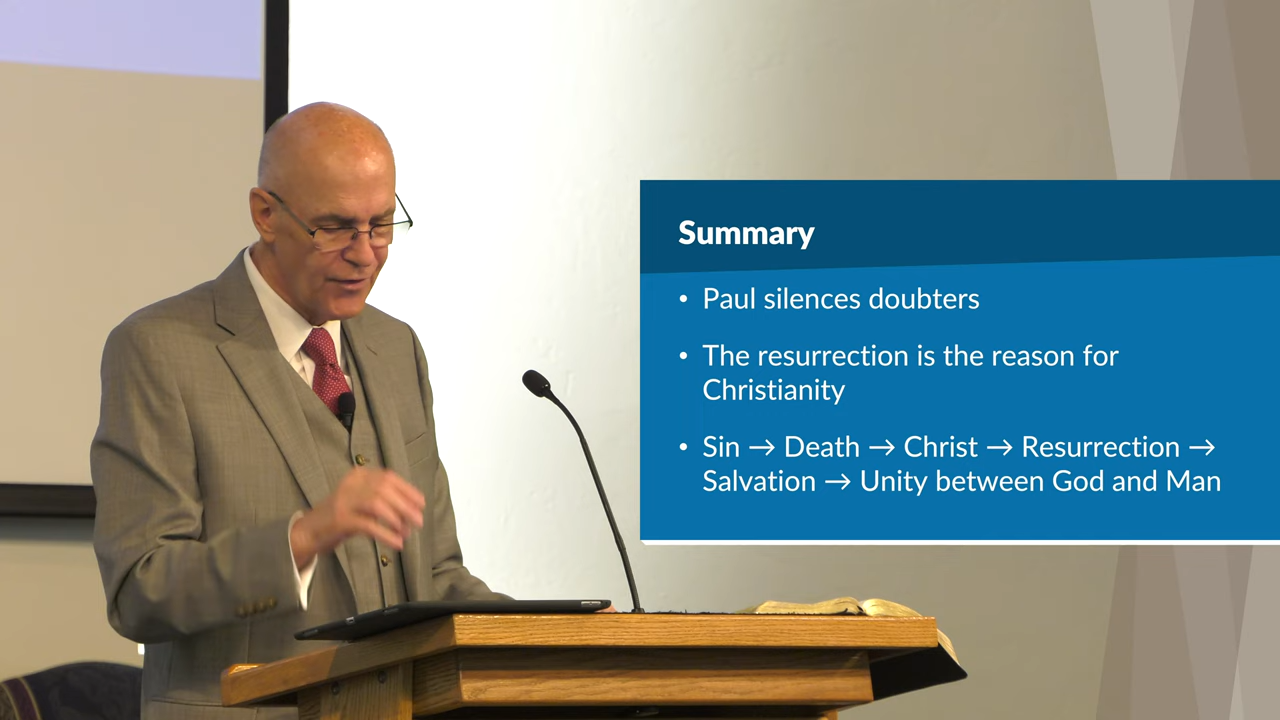 Summary
• Paul silences doubters
• The resurrection is the reason for
Christianity
• Sin → Death → Christ → Resurrection →
Salvation → Unity between God and Man